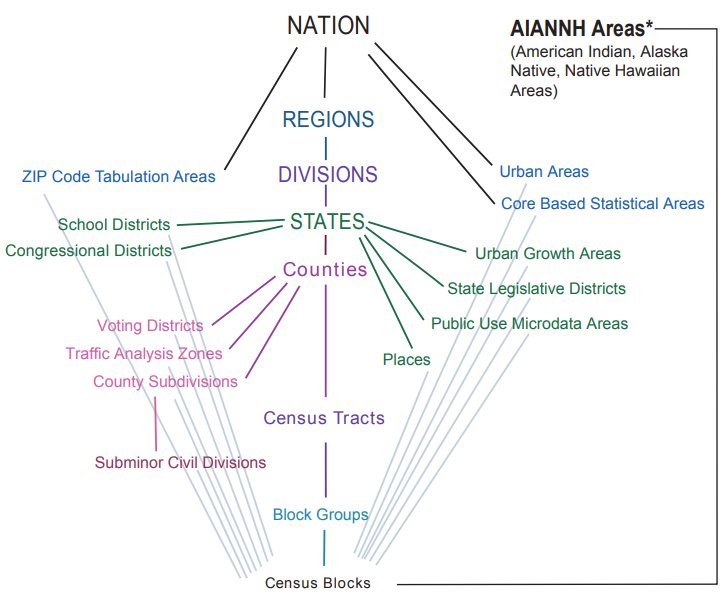 NATION
AIANNH Areas*
(American Indian, Alaska
Native, Native Hawaiian
Areas)
REGIONS
ZIP Code Tabulation Areas
DIVISIONS
Urban Areas
Core Based Statistical Areas
School Districts
STATES
Congressional Districts
Urban Growth Areas
Counties
State Legislative Districts
Voting Districts
Public Use Microdata Areas
Traffic Analysis Zones
Places
County Subdivisions
Census Tracts
Subminor Civil Divisions
Block Groups
Census Blocks